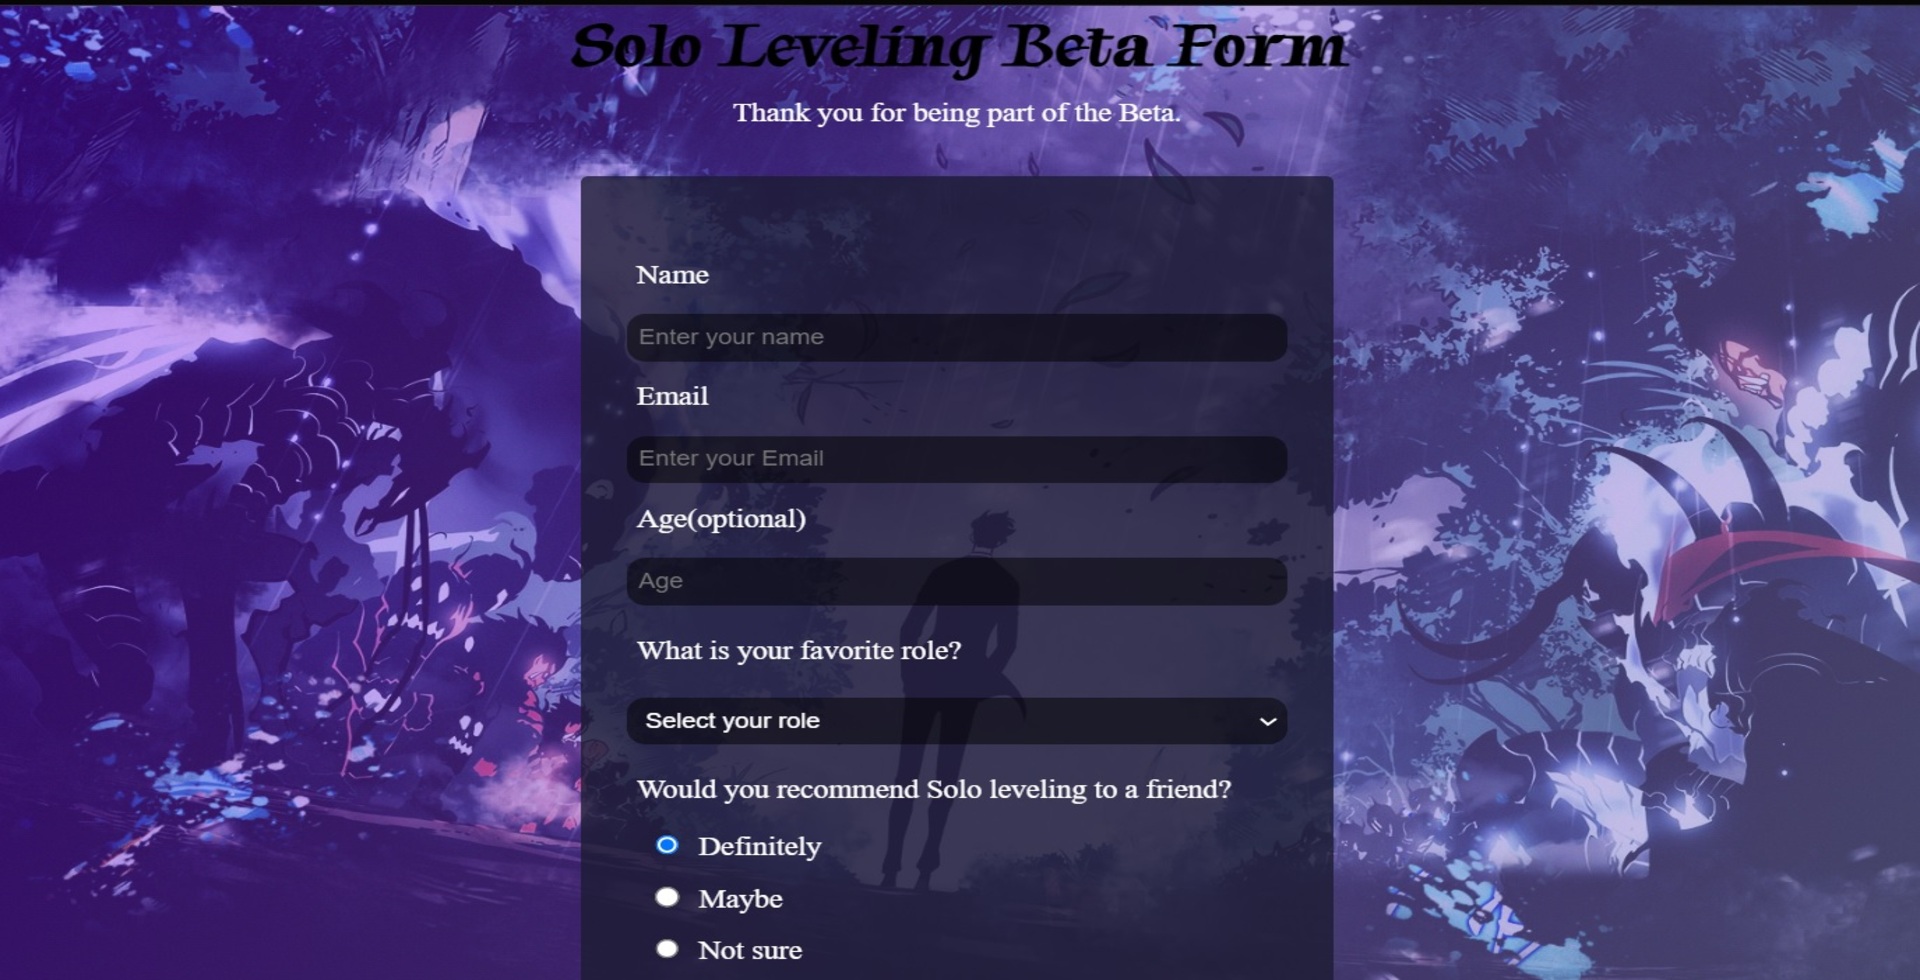 Solo Leveling Beta Form
Thank you for being part of the Beta.
Name
Enter your name
Email
Enter your Email
Age(optional)
Age
What is your favorite role?
Select your role
Would you recommend Solo leveling to a friend?
Definitely
Maybe
Not sure